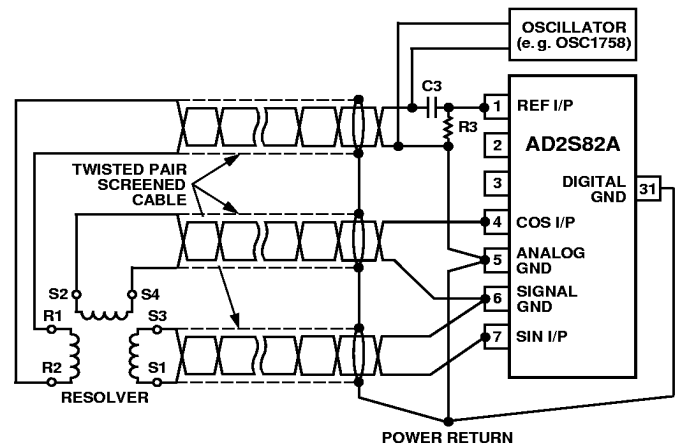 OSCILLATOR
(e. g. OSC1758)
C3
R3
1
REF I/P
2
AD2S82A
3
DIGITAL
GND
31
4
COS I/P
5
ANALOG
GND
6
SIGNAL
GND
7
SIN I/P
TWISTED PAIR
SCREENED
CABLE
S2
S4
R1
S3
R2
S1
RESOLVER
POWER RETURN